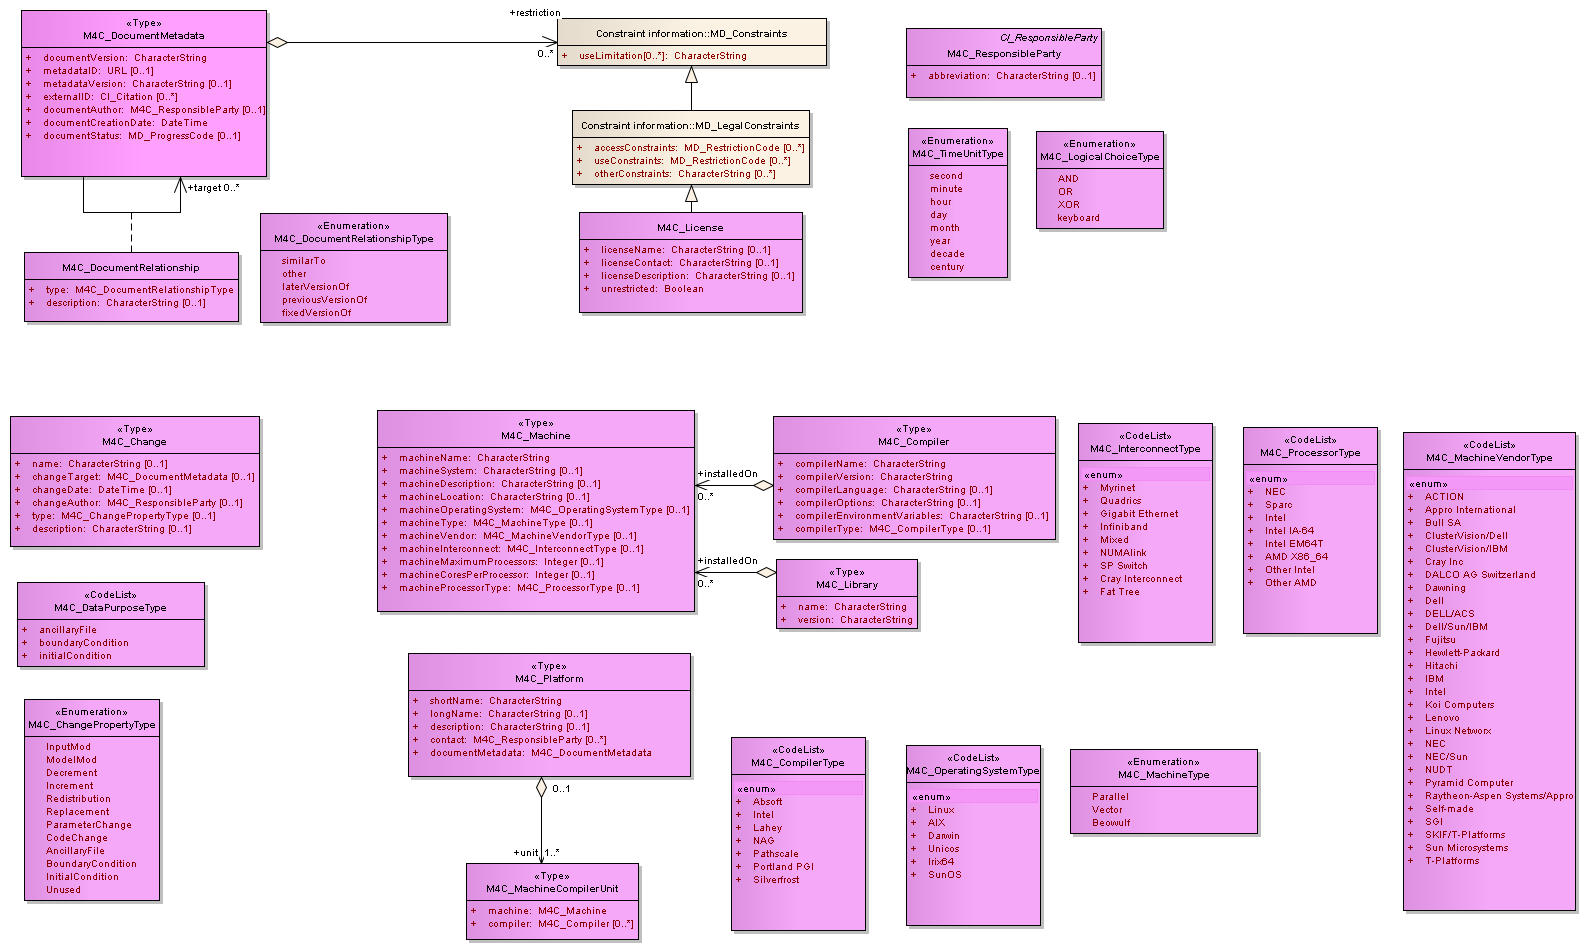 «Type»
M4C_DocumentMetadata
+ documentVersion: CharacterString
+ metadataID: URL [0..1]
+ metadataVersion: CharacterString [0..1]
+ externalID: CI_Citation [0..*]
+ documentAuthor: M4C_ResponsibleParty [0..1]
+ documentCreationDate: DateTime
+ documentStatus: MD_ProgressCode [0..1]
+restriction
0..*
Constraint information::MD_Constraints
+ useLimitation[0..*]: CharacterString
Constraint information::MD_LegalConstraints
+ accessConstraints: MD_RestrictionCode [0..*]
+ useConstraints: MD_RestrictionCode [0..*]
+ otherConstraints: CharacterString [0..*]
M4C_License
+ licenseName: CharacterString [0..1]
+ licenseContact: CharacterString [0..1]
+ licenseDescription: CharacterString [0..1]
+ unrestricted: Boolean
CI_ResponsibleParty
M4C_ResponsibleParty
+ abbreviation: CharacterString [0..1]
«Enumeration»
M4C_TimeUnitType
second
minute
hour
day
month
year
decade
century
«Enumeration»
M4C_LogicalChoiceType
AND
OR
XOR
keyboard
+target 0..*
M4C_DocumentRelationship
+ type: M4C_DocumentRelationshipType
+ description: CharacterString [0..1]
«Enumeration»
M4C_DocumentRelationshipType
similarTo
other
laterVersionOf
previousVersionOf
fixedVersionOf
«Type»
M4C_Change
+ name: CharacterString [0..1]
+ changeTarget: M4C_DocumentMetadata [0..1]
+ changeDate: DateTime [0..1]
+ changeAuthor: M4C_ResponsibleParty [0..1]
+ type: M4C_ChangePropertyType [0..1]
+ description: CharacterString [0..1]
«Type»
M4C_Machine
+ machineName: CharacterString
+ machineSystem: CharacterString [0..1]
+ machineDescription: CharacterString [0..1]
+ machineLocation: CharacterString [0..1]
+ machineOperatingSystem: M4C_OperatingSystemType [0..1]
+ machineType: M4C_MachineType [0..1]
+ machineVendor: M4C_MachineVendorType [0..1]
+ machineInterconnect: M4C_InterconnectType [0..1]
+ machineMaximumProcessors: Integer [0..1]
+ machineCoresPerProcessor: Integer [0..1]
+ machineProcessorType: M4C_ProcessorType [0..1]
+installedOn
0..*
«Type»
M4C_Compiler
+ compilerName: CharacterString
+ compilerVersion: CharacterString
+ compilerLanguage: CharacterString [0..1]
+ compilerOptions: CharacterString [0..1]
+ compilerEnvironmentVariables: CharacterString [0..1]
+ compilerType: M4C_CompilerType [0..1]
+installedOn
0..*
«Type»
M4C_Library
+ name: CharacterString
+ version: CharacterString
«CodeList»
M4C_InterconnectType
«enum»
+ Myrinet
+ Quadrics
+ Gigabit Ethernet
+ Infiniband
+ Mixed
+ NUMAlink
+ SP Switch
+ Cray Interconnect
+ Fat Tree
«CodeList»
M4C_ProcessorType
«enum»
+ NEC
+ Sparc
+ Intel
+ Intel IA-64
+ Intel EM64T
+ AMD X86_64
+ Other Intel
+ Other AMD
«CodeList»
M4C_MachineVendorType
«enum»
+ ACTION
+ Appro International
+ Bull SA
+ ClusterVision/Dell
+ ClusterVision/IBM
+ Cray Inc
+ DALCO AG Switzerland
+ Dawning
+ Dell
+ DELL/ACS
+ Dell/Sun/IBM
+ Fujitsu
+ Hewlett-Packard
+ Hitachi
+ IBM
+ Intel
+ Koi Computers
+ Lenovo
+ Linux Networx
+ NEC
+ NEC/Sun
+ NUDT
+ Pyramid Computer
+ Raytheon-Aspen Systems/Appro
+ Self-made
+ SGI
+ SKIF/T-Platforms
+ Sun Microsystems
+ T-Platforms
«CodeList»
M4C_DataPurposeType
+ ancillaryFile
+ boundaryCondition
+ initialCondition
«Enumeration»
M4C_ChangePropertyType
InputMod
ModelMod
Decrement
Increment
Redistribution
Replacement
ParameterChange
CodeChange
AncillaryFile
BoundaryCondition
InitialCondition
Unused
«Type»
M4C_Platform
+ shortName: CharacterString
+ longName: CharacterString [0..1]
+ description: CharacterString [0..1]
+ contact: M4C_ResponsibleParty [0..*]
+ documentMetadata: M4C_DocumentMetadata
0..1
+unit 1..*
«Type»
M4C_MachineCompilerUnit
+ machine: M4C_Machine
+ compiler: M4C_Compiler [0..*]
«CodeList»
M4C_CompilerType
«enum»
+ Absoft
+ Intel
+ Lahey
+ NAG
+ Pathscale
+ Portland PGI
+ Silverfrost
«CodeList»
M4C_OperatingSystemType
«enum»
+ Linux
+ AIX
+ Darwin
+ Unicos
+ Irix64
+ SunOS
«Enumeration»
M4C_MachineType
Parallel
Vector
Beowulf